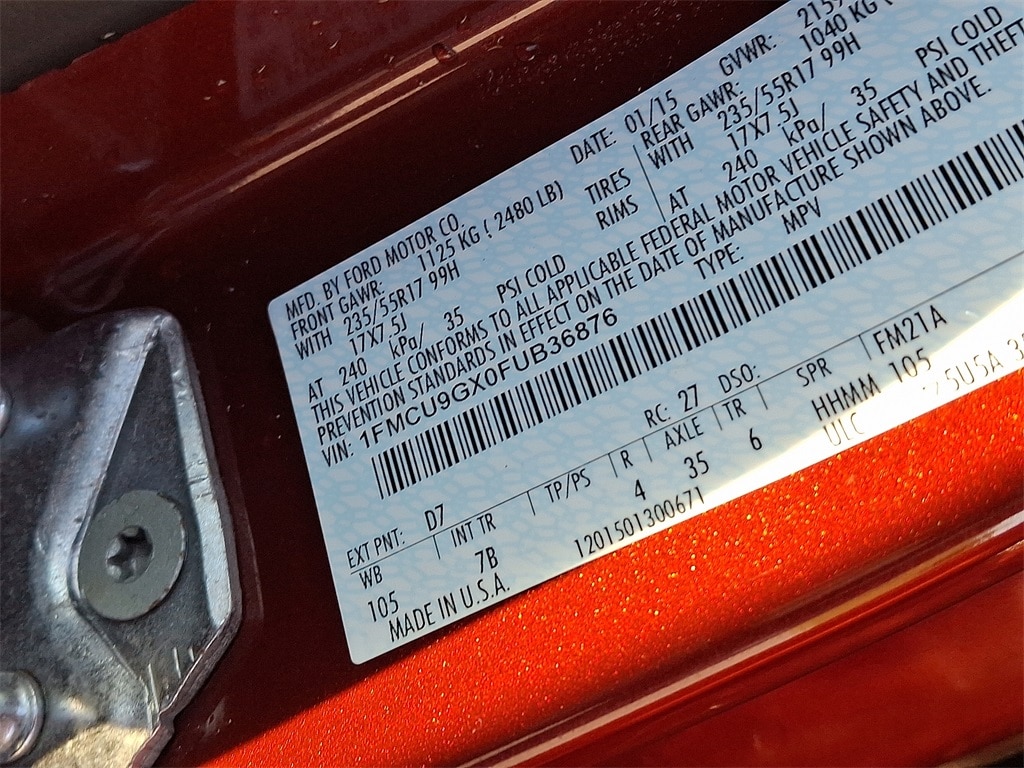 MFD. BY FORD MOTOR CO. DATE: 01/15 GVWR:
FRONT GAWR: 1125 KG ( 2480 LB) REAR GAWR: 1040 KG (
WITH 235/55R17 99H TIRES WITH 235/55R17 99H
17X7.5J RIMS 17X7.5J
AT 240 kPa/ 35 PSI COLD AT 240 kPa/ 35 PSI COLD
THIS VEHICLE CONFORMS TO ALL APPLICABLE FEDERAL MOTOR VEHICLE SAFETY AND THEFT
PREVENTION STANDARDS IN EFFECT ON THE DATE OF MANUFACTURE SHOWN ABOVE.
VIN: 1FMCU9GX0FUB36876 TYPE: MPV
EXT PNT: D7 RC: 27 DSO: FM21A
WB INT TR TP/PS R AXLE TR SPR
105 7B 4 35 6 HHMM 105
MADE IN U.S.A. 1201501300671 ULC